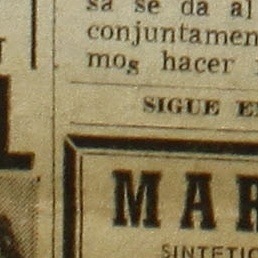 sa se da al
conjuntamen
mos hacer
SIGUE E
MAR
SINTETIC